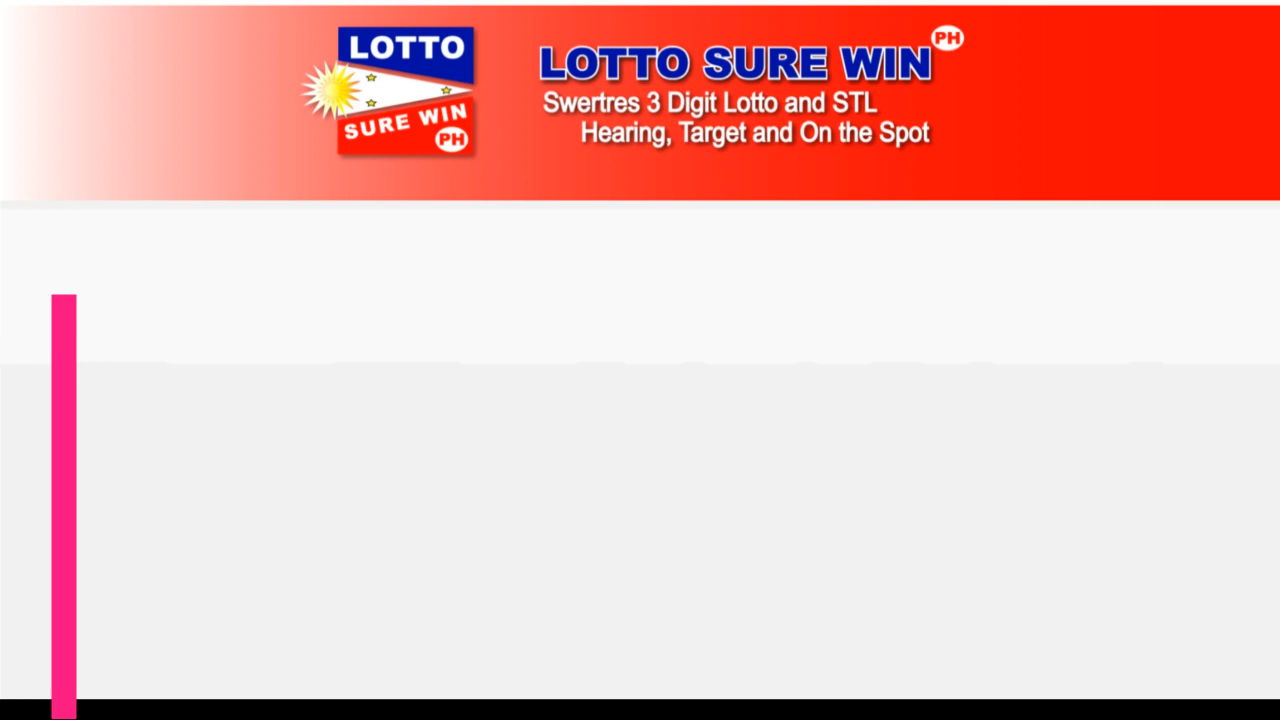 LOTTO
SURE WIN
PH
LOTTO SURE WIN PH
Swertres 3 Digit Lotto and STL
Hearing, Target and On the Spot